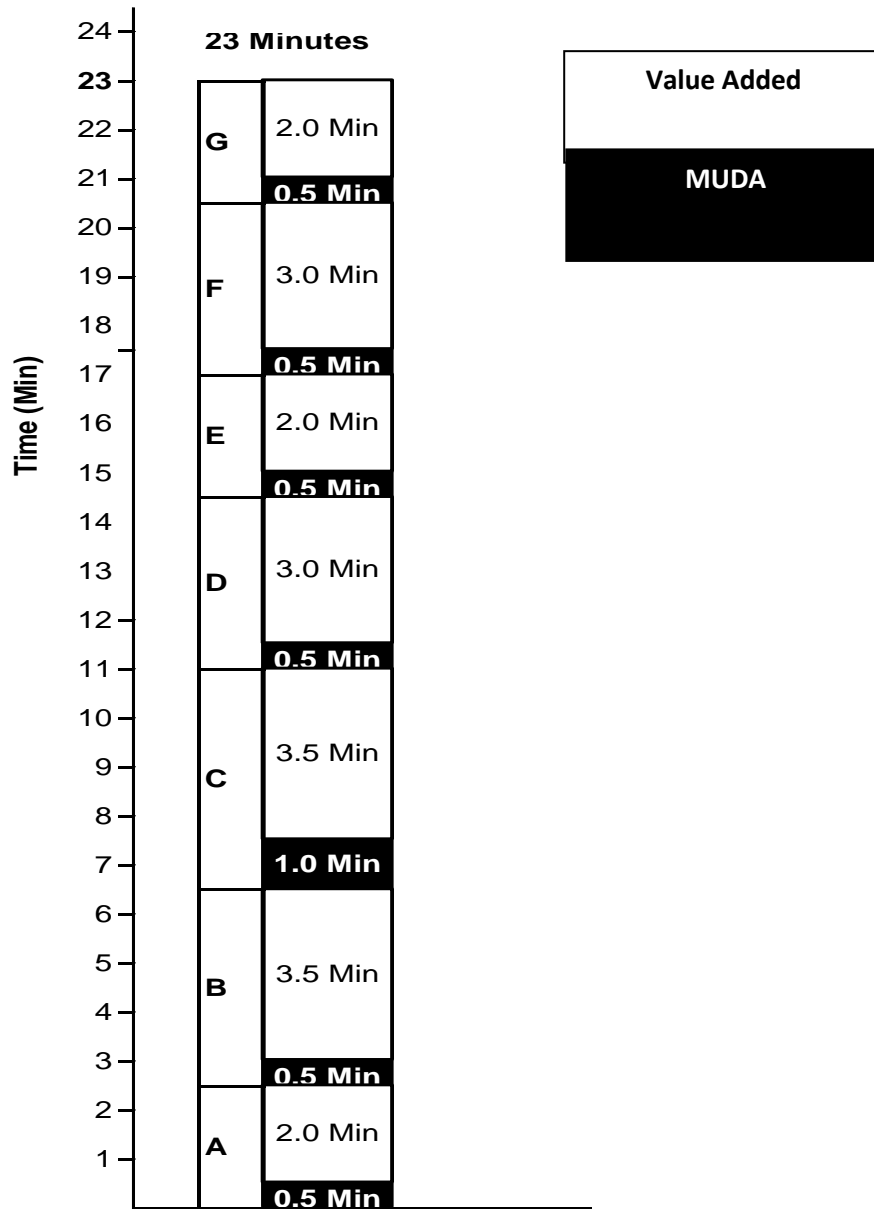 24
23 Minutes
23
Value Added
22
G
2.0 Min
21
0.5 Min
MUDA
20
19
F
3.0 Min
18
0.5 Min
17
Time (Min)
16
E
2.0 Min
15
0.5 Min
14
13
D
3.0 Min
12
0.5 Min
11
10
3.5 Min
9
C
8
7
1.0 Min
6
5
3.5 Min
B
4
3
0.5 Min
2
2.0 Min
A
1
0.5 Min